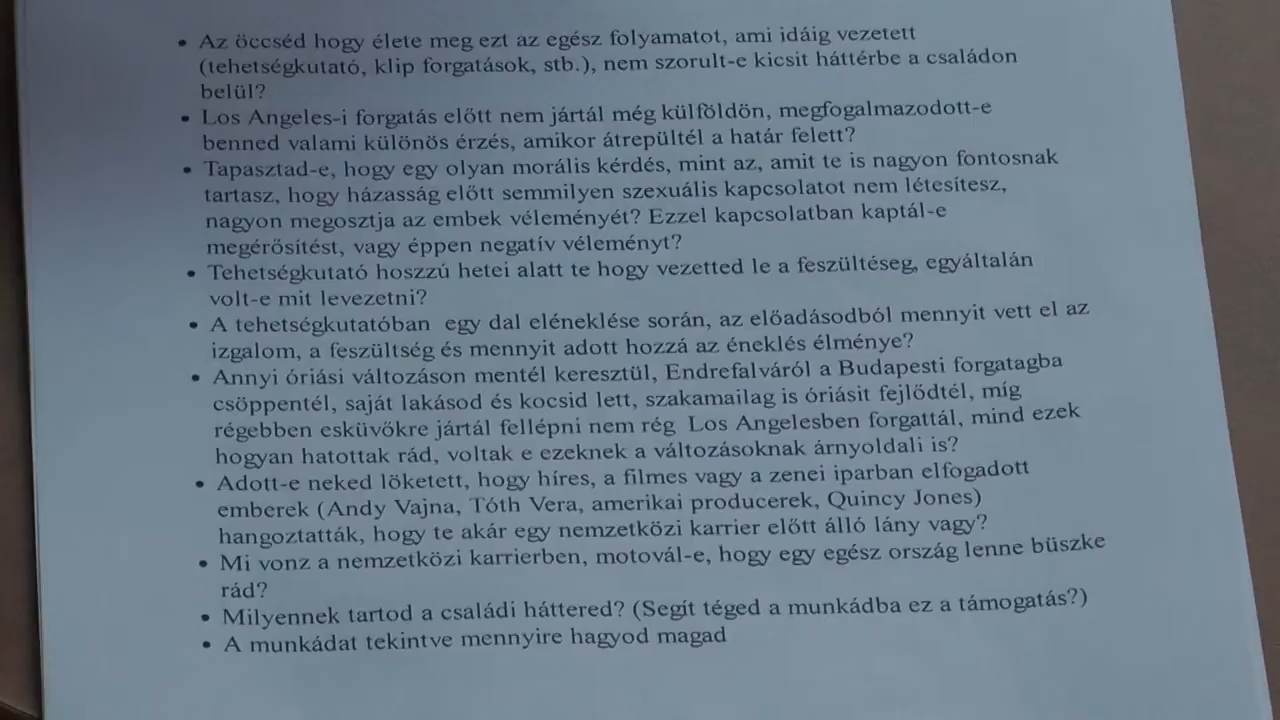 • Az öccséd hogy élete meg ezt az egész folyamatot, ami idáig vezetett
(tehetségkutató, klip forgatások, stb.), nem szorult-e kicsit háttérbe a családon
belül?
• Los Angeles-i forgatás előtt nem jártál még külföldön, megfogalmazodott-e
benned valami különös érzés, amikor átrepültél a határ felett?
• Tapasztad-e, hogy egy olyan morális kérdés, mint az, amit te is nagyon fontosnak
tartasz, hogy házasság előtt semmilyen szexuális kapcsolatot nem létesítesz,
nagyon megosztja az embek véleményét? Ezzel kapcsolatban kaptál-e
megérősítést, vagy éppen negatív véleményt?
• Tehetségkutató hoszzú hetei alatt te hogy vezetted le a feszültéseg, egyáltalán
volt-e mit levezetni?
• A tehetségkutatóban egy dal eléneklése során, az előadásodból mennyit vett el az
izgalom, a feszültség és mennyit adott hozzá az éneklés élménye?
• Annyi óriási változáson mentél keresztül, Endrefalváról a Budapesti forgatagba
csöppentél, saját lakásod és kocsid lett, szakamailag is óriásit fejlődtél, míg
régebben esküvőkre jártál fellépni nem rég Los Angelesben forgattál, mind ezek
hogyan hatottak rád, voltak e ezeknek a változásoknak árnyoldali is?
• Adott-e neked löketett, hogy híres, a filmes vagy a zenei iparban elfogadott
emberek (Andy Vajna, Tóth Vera, amerikai producerek, Quincy Jones)
hangoztatták, hogy te akár egy nemzetközi karrier előtt álló lány vagy?
• Mi vonz a nemzetközi karrierben, motovál-e, hogy egy egész ország lenne büszke
rád?
• Milyennek tartod a családi háttered? (Segít téged a munkádba ez a támogatás?)
• A munkádat tekintve mennyire hagyod magad